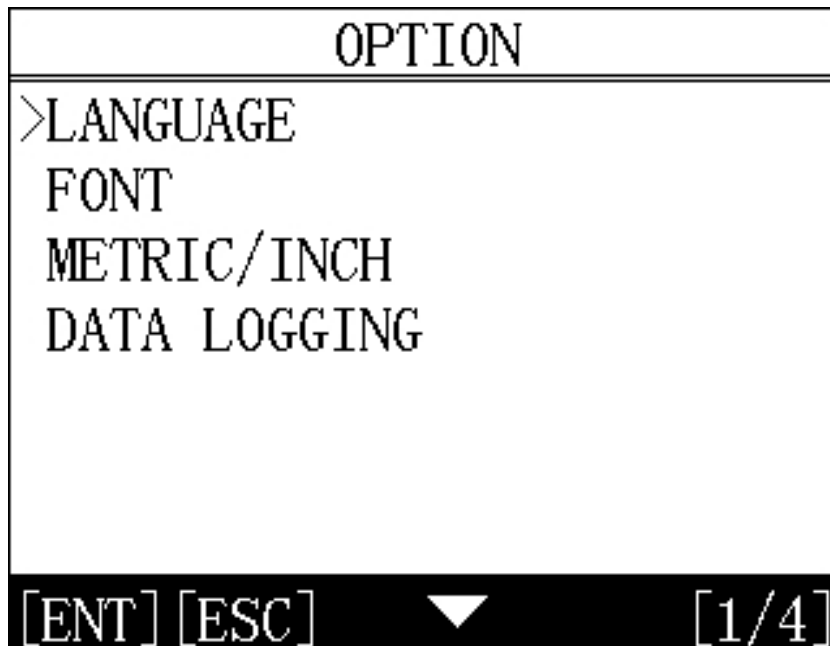 OPTION
>LANGUAGE
FONT
METRIC/INCH
DATA LOGGING
[ENT] [ESC] ▼ [1/4]